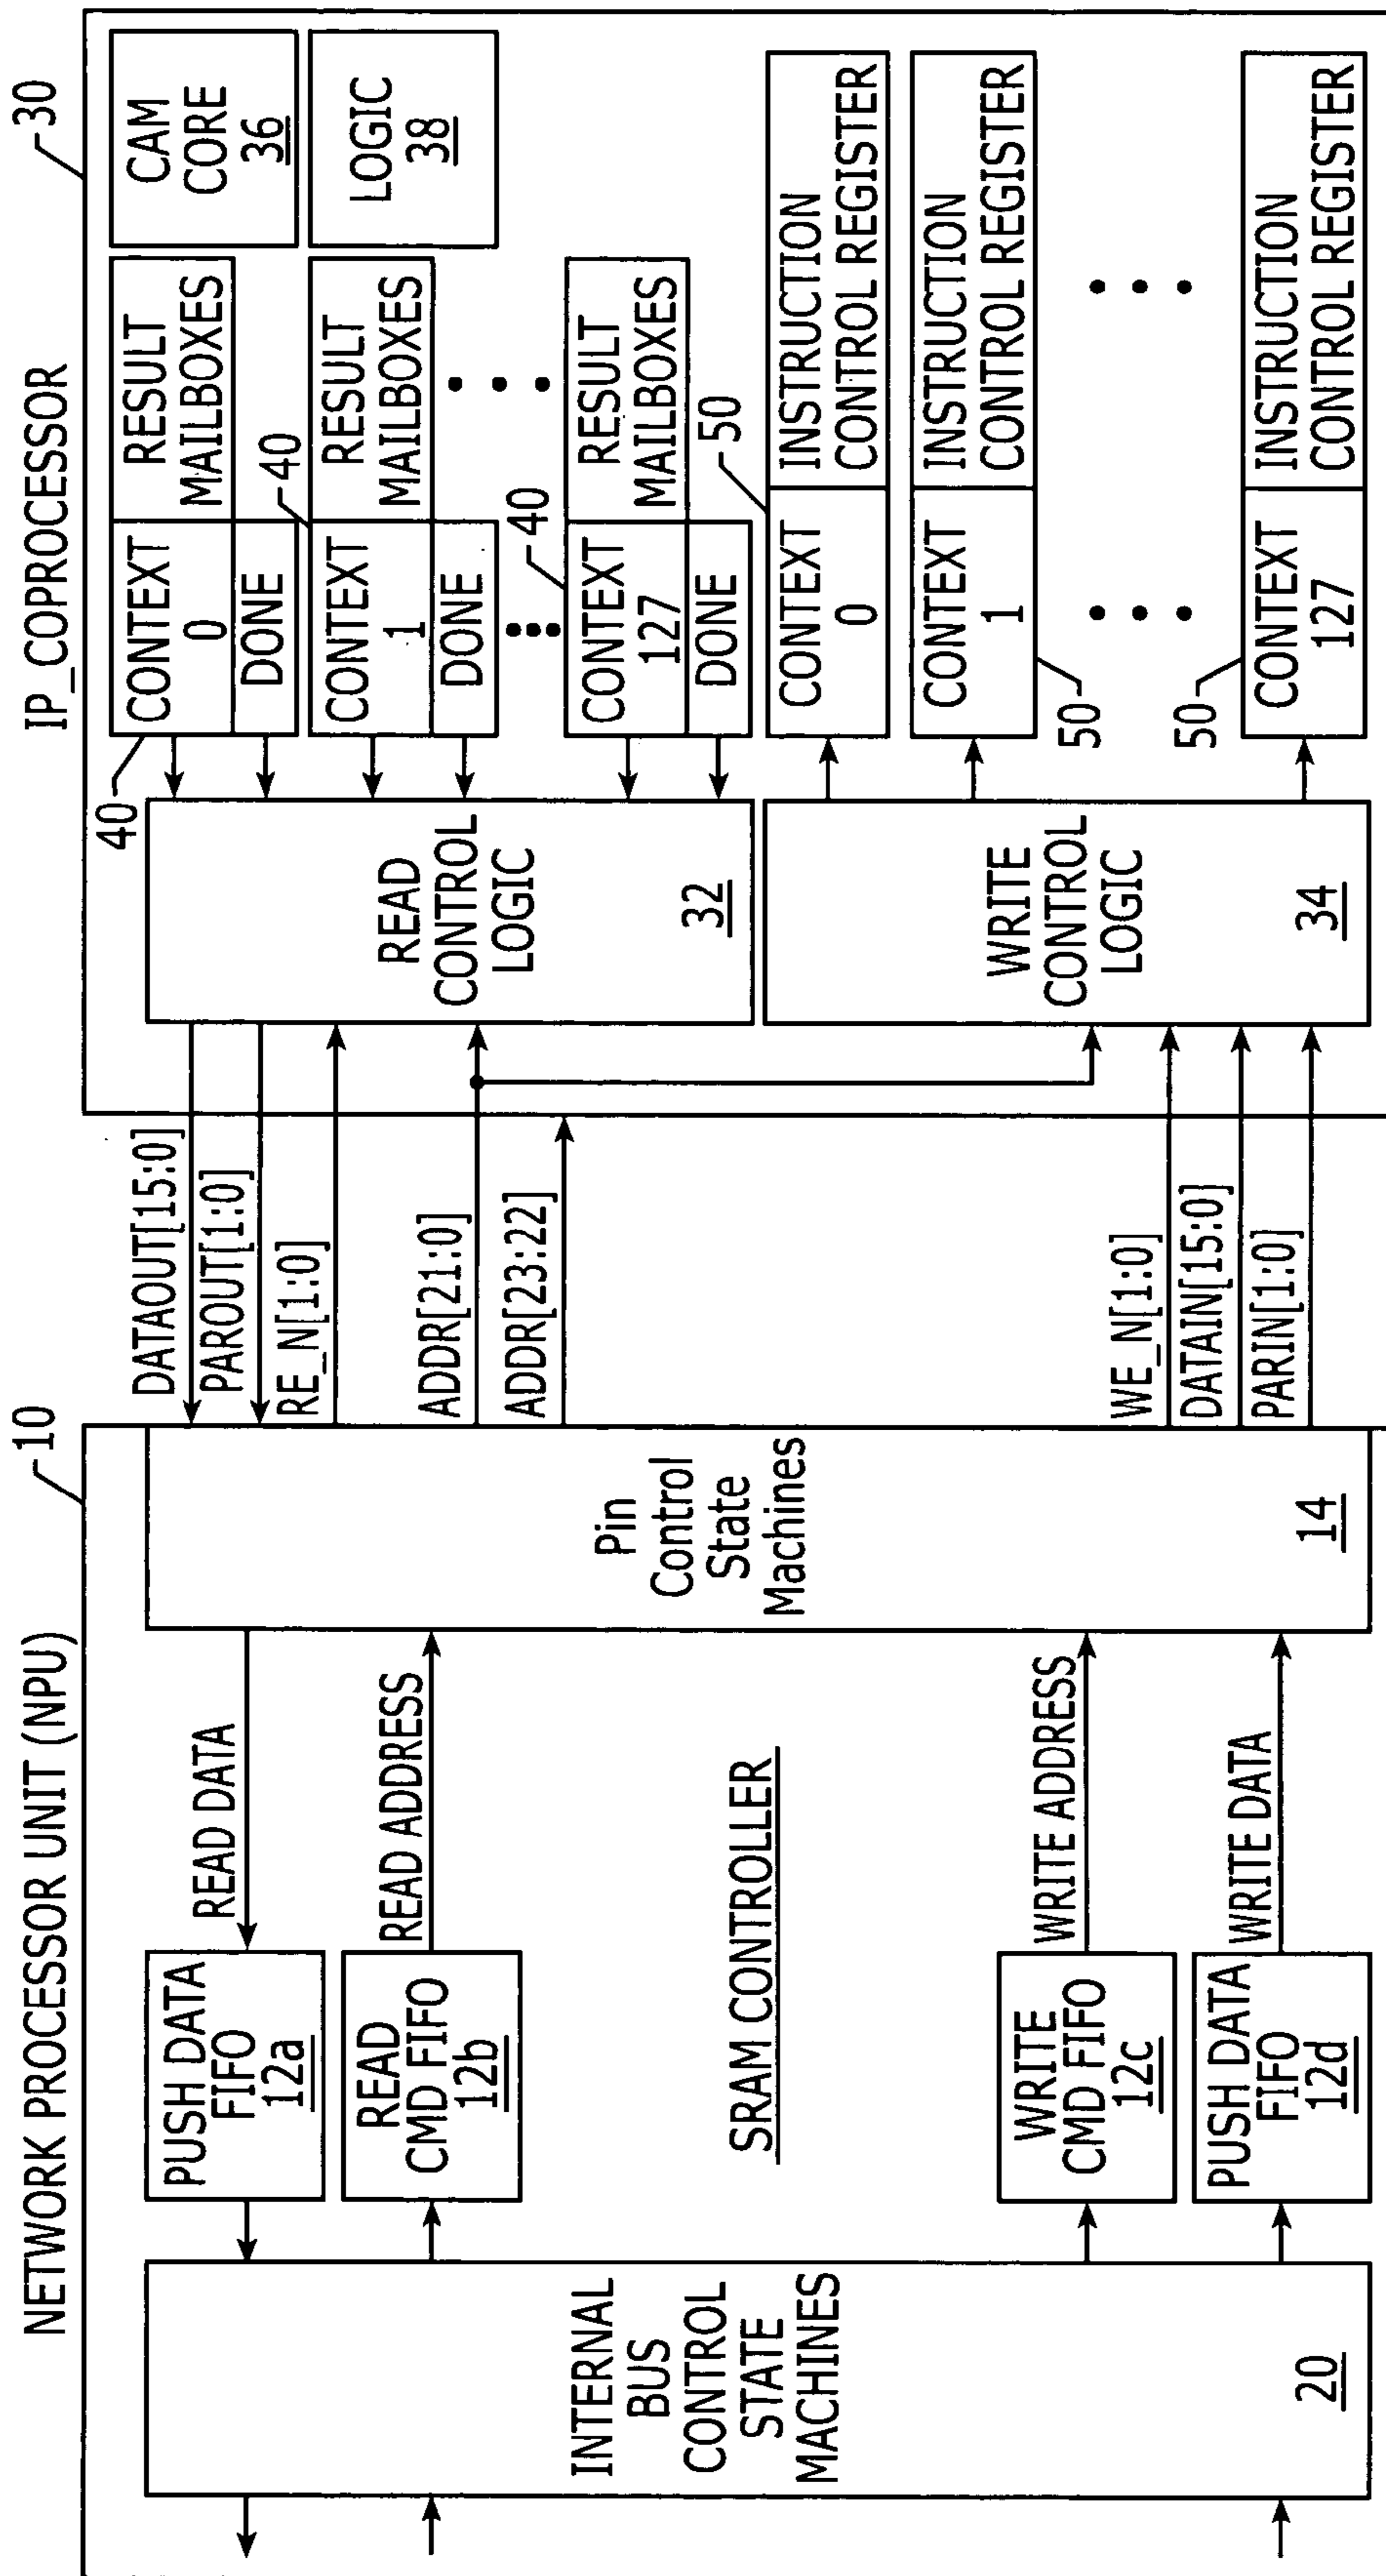 NETWORK PROCESSOR UNIT (NPU)
10
INTERNAL
BUS
CONTROL
STATE
MACHINES
20
PUSH DATA
FIFO
12a
READ
CMD FIFO
12b
SRAM CONTROLLER
WRITE
CMD FIFO
12c
PUSH DATA
FIFO
12d
READ DATA
READ ADDRESS
WRITE ADDRESS
WRITE DATA
Pin
Control
State
Machines
14
DATAOUT[15:0]
PAROUT[1:0]
RE_N[1:0]
ADDR[21:0]
ADDR[23:22]
WE_N[1:0]
DATAIN[15:0]
PARIN[1:0]
IP_COPROCESSOR
30
READ
CONTROL
LOGIC
32
WRITE
CONTROL
LOGIC
34
40
CONTEXT
0
DONE
RESULT
MAILBOXES
40
CONTEXT
1
DONE
RESULT
MAILBOXES
40
CONTEXT
127
DONE
RESULT
MAILBOXES
CAM
CORE
36
LOGIC
38
50
CONTEXT
0
INSTRUCTION
CONTROL REGISTER
50
CONTEXT
1
INSTRUCTION
CONTROL REGISTER
50
CONTEXT
127
INSTRUCTION
CONTROL REGISTER